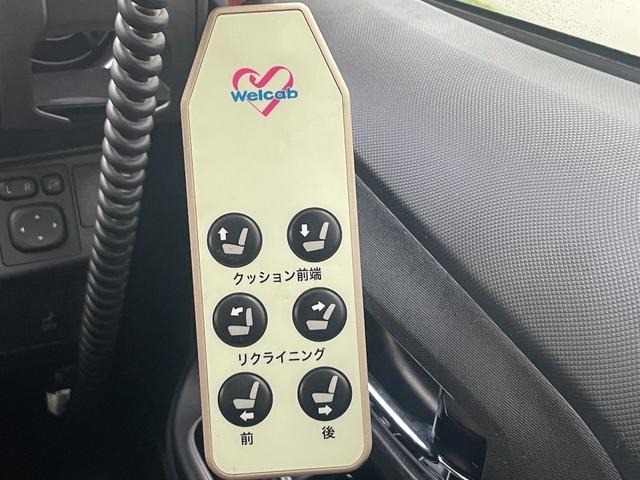 Welcab
クッション前端
リクライニング
前 後
L R